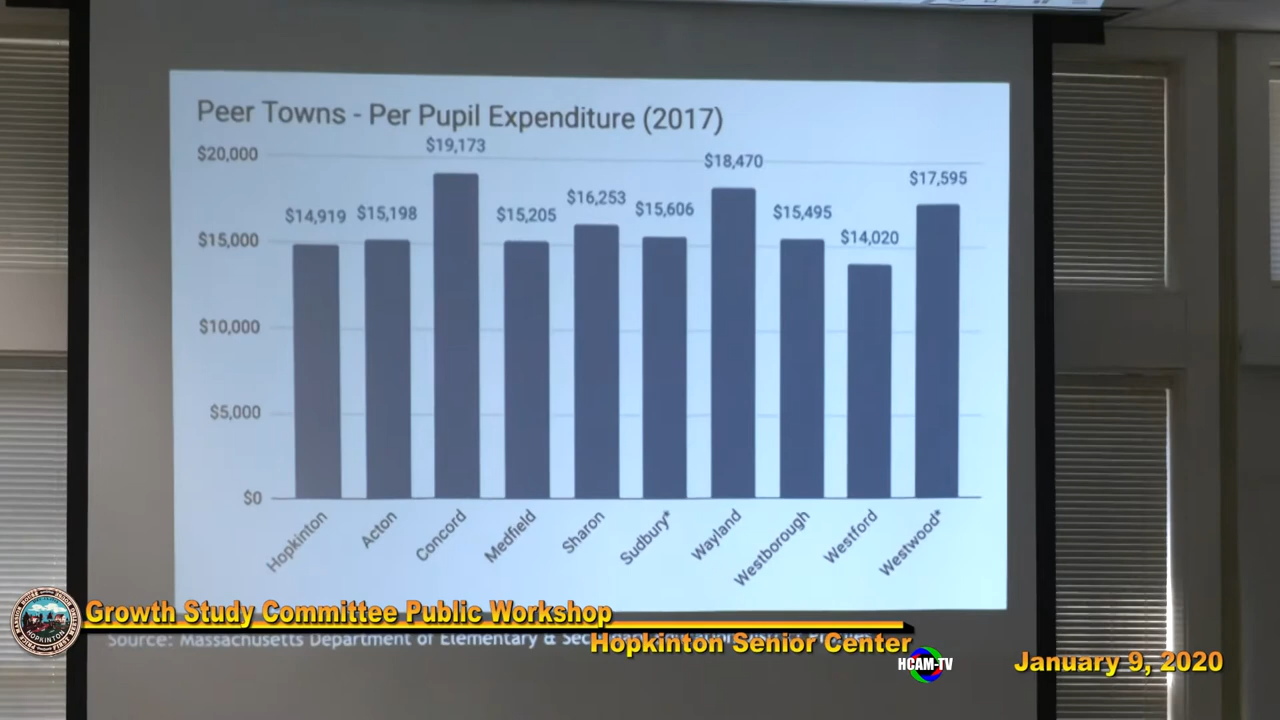 Peer Towns - Per Pupil Expenditure (2017)
$20,000
$15,000
$10,000
$5,000
$0
$14,919
$15,198
$19,173
$15,205
$16,253
$15,606
$18,470
$15,495
$14,020
$17,595
Hopkinton
Acton
Concord
Medfield
Sharon
Sudbury*
Wayland
Westborough
Westford
Westwood*
Growth Study Committee Public Workshop
Source: Massachusetts Department of Elementary &
Hopkinton Senior Center
HCAM-TV
January 9, 2020
HOPKINTON